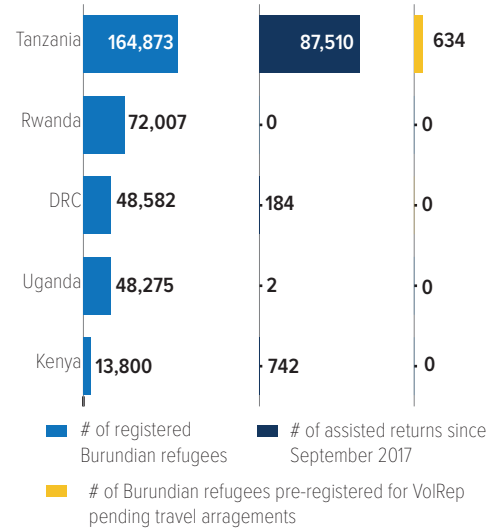 Tanzania 164,873 87,510 634
Rwanda 72,007 0 0
DRC 48,582 184 0
Uganda 48,275 2 0
Kenya 13,800 742 0
# of registered
Burundian refugees
# of assisted returns since
September 2017
# of Burundian refugees pre-registered for VolRep
pending travel arragements